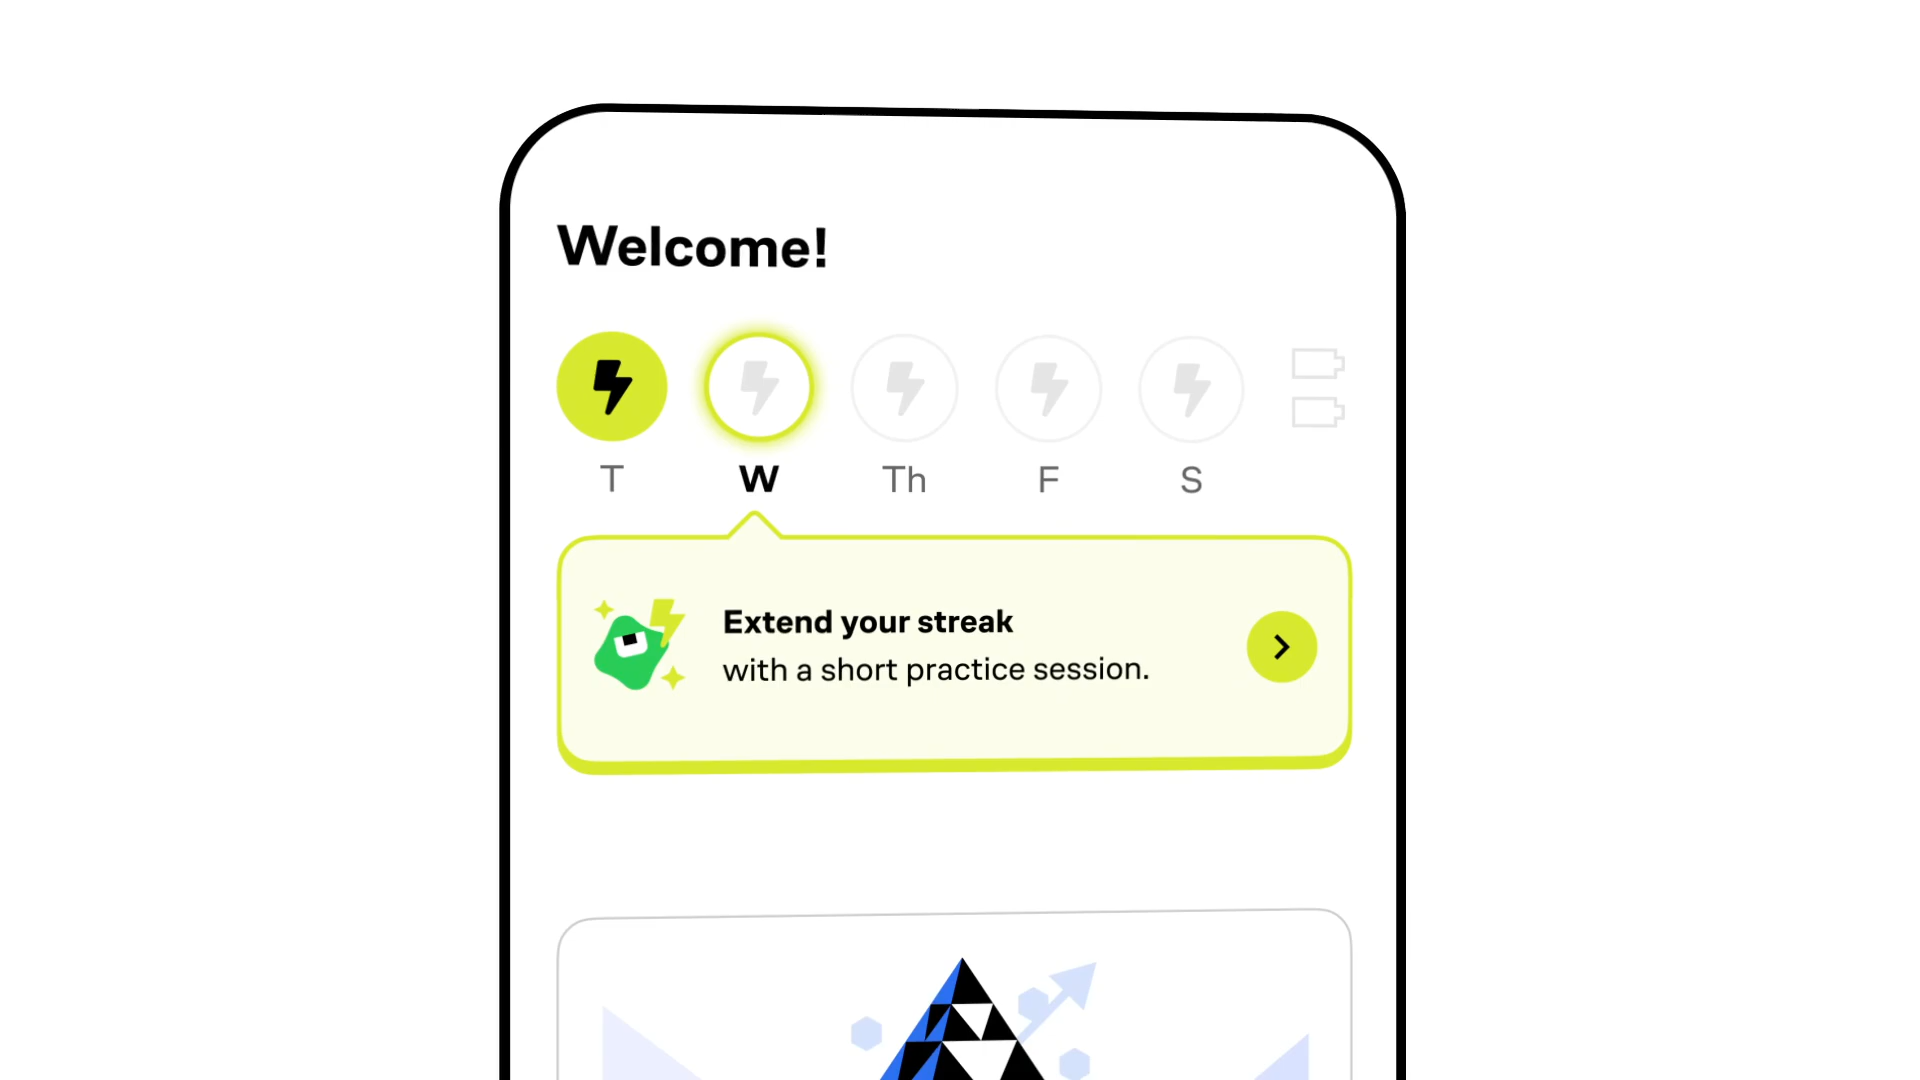 Welcome!
T W Th F S
Extend your streak
with a short practice session.